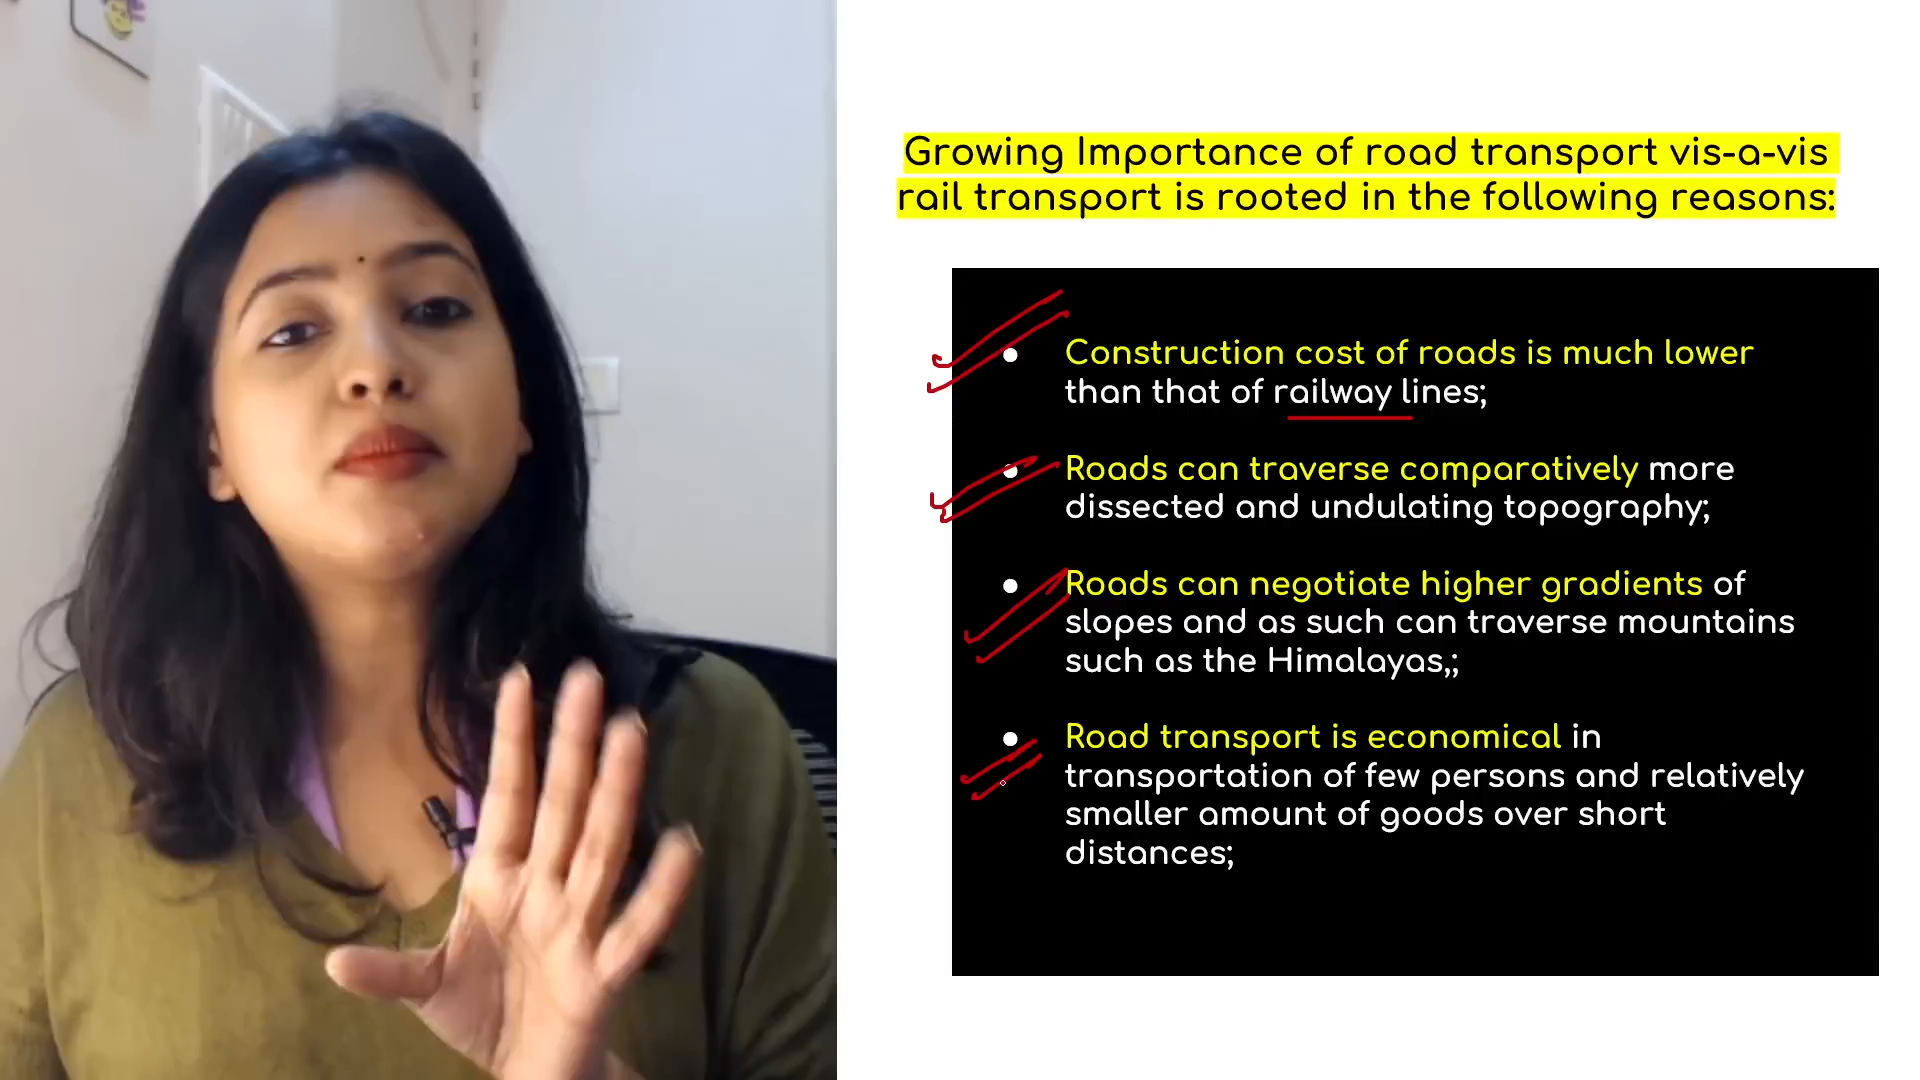 Growing Importance of road transport vis-a-vis
rail transport is rooted in the following reasons:
● Construction cost of roads is much lower
than that of railway lines;
● Roads can traverse comparatively more
dissected and undulating topography;
● Roads can negotiate higher gradients of
slopes and as such can traverse mountains
such as the Himalayas,;
● Road transport is economical in
transportation of few persons and relatively
smaller amount of goods over short
distances;